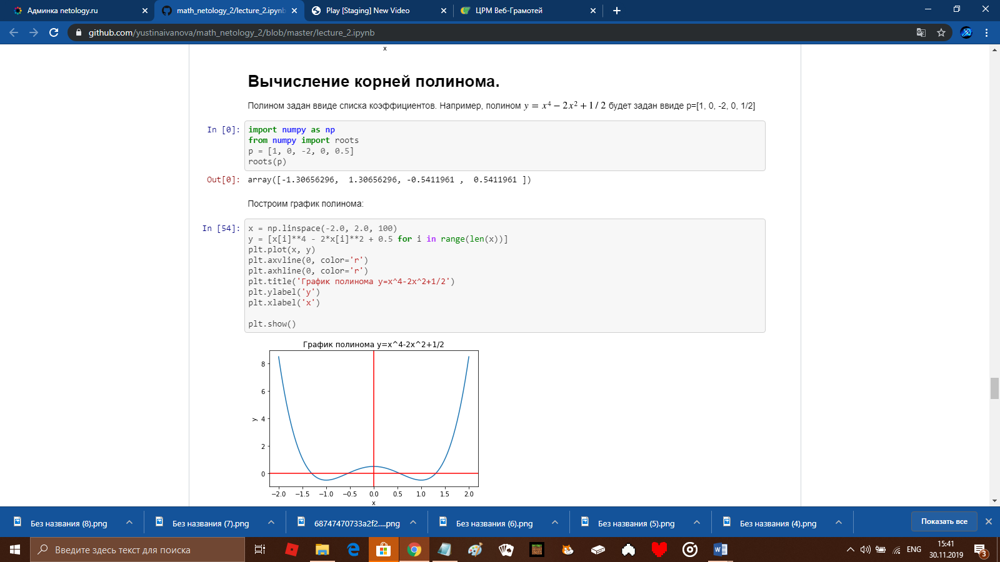 Админка netology.ru
math_netology_2/lecture_2.ipynb
Play [Staging] New Video
ЦРМ Веб-Грамотей
github.com/yustinaivanova/math_netology_2/blob/master/lecture_2.ipynb
x
Вычисление корней полинома.
Полином задан ввиде списка коэффициентов. Например, полином y = x⁴ − 2x² + 1/2 будет задан ввиде p=[1, 0, -2, 0, 1/2]
In [0]:
import numpy as np
from numpy import roots
p = [1, 0, -2, 0, 0.5]
roots(p)
Out[0]: array([-1.30656296,  1.30656296, -0.5411961 ,  0.5411961 ])
Построим график полинома:
In [54]:
x = np.linspace(-2.0, 2.0, 100)
y = [x[i]**4 - 2*x[i]**2 + 0.5 for i in range(len(x))]
plt.plot(x, y)
plt.axvline(0, color='r')
plt.axhline(0, color='r')
plt.title('График полинома y=x^4-2x^2+1/2')
plt.ylabel('y')
plt.xlabel('x')
plt.show()
График полинома y=x^4-2x^2+1/2
8
6
y 4
2
0
−2.0 −1.5 −1.0 −0.5 0.0 0.5 1.0 1.5 2.0
x
Без названия (8).png
Без названия (7).png
68747470733a2f2....png
Без названия (6).png
Без названия (5).png
Без названия (4).png
Показать все
Введите здесь текст для поиска
ENG
15:41
30.11.2019
3